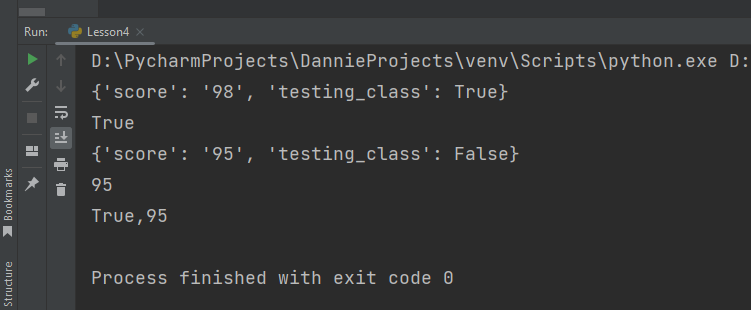 Run:
Lesson4
D:\PycharmProjects\DannieProjects\venv\Scripts\python.exe D:
{'score': '98', 'testing_class': True}
True
{'score': '95', 'testing_class': False}
95
True,95
Process finished with exit code 0
Bookmarks
Structure